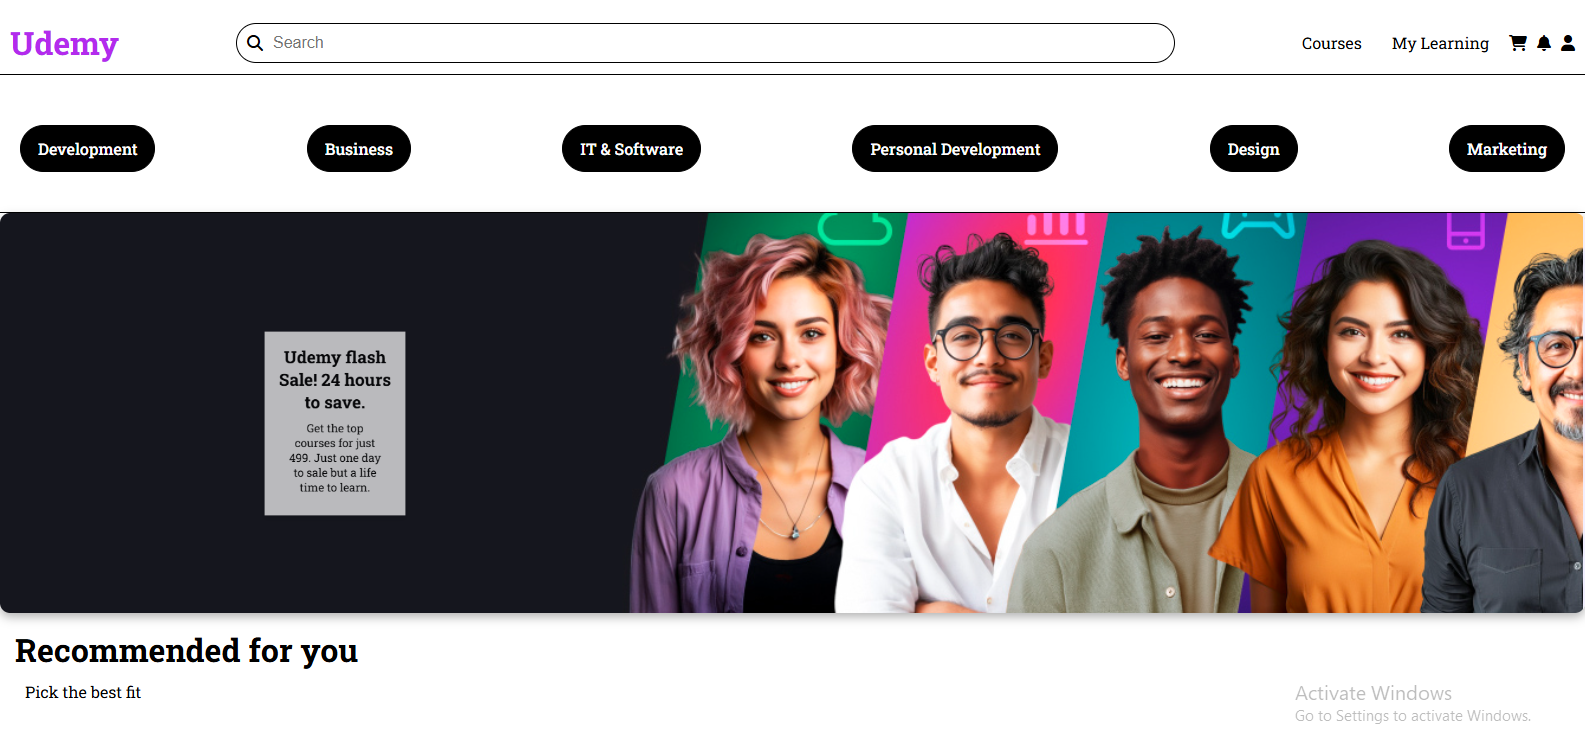 Udemy
Search
Courses
My Learning
Development
Business
IT & Software
Personal Development
Design
Marketing
Udemy flash
Sale! 24 hours
to save.
Get the top
courses for just
499. Just one day
to sale but a life
time to learn.
Recommended for you
Pick the best fit
Activate Windows
Go to Settings to activate Windows.